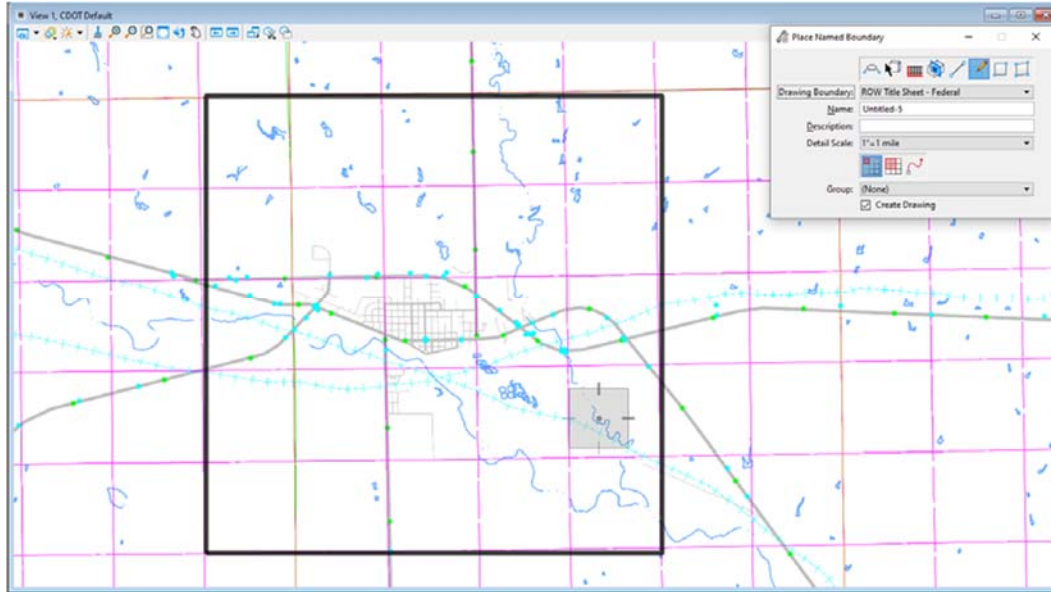 View 1, CDOT Default
Place Named Boundary
Drawing Boundary: ROW Title Sheet - Federal
Name: Untitled-5
Description:
Detail Scale: 1"=1 mile
Group: (None)
Create Drawing